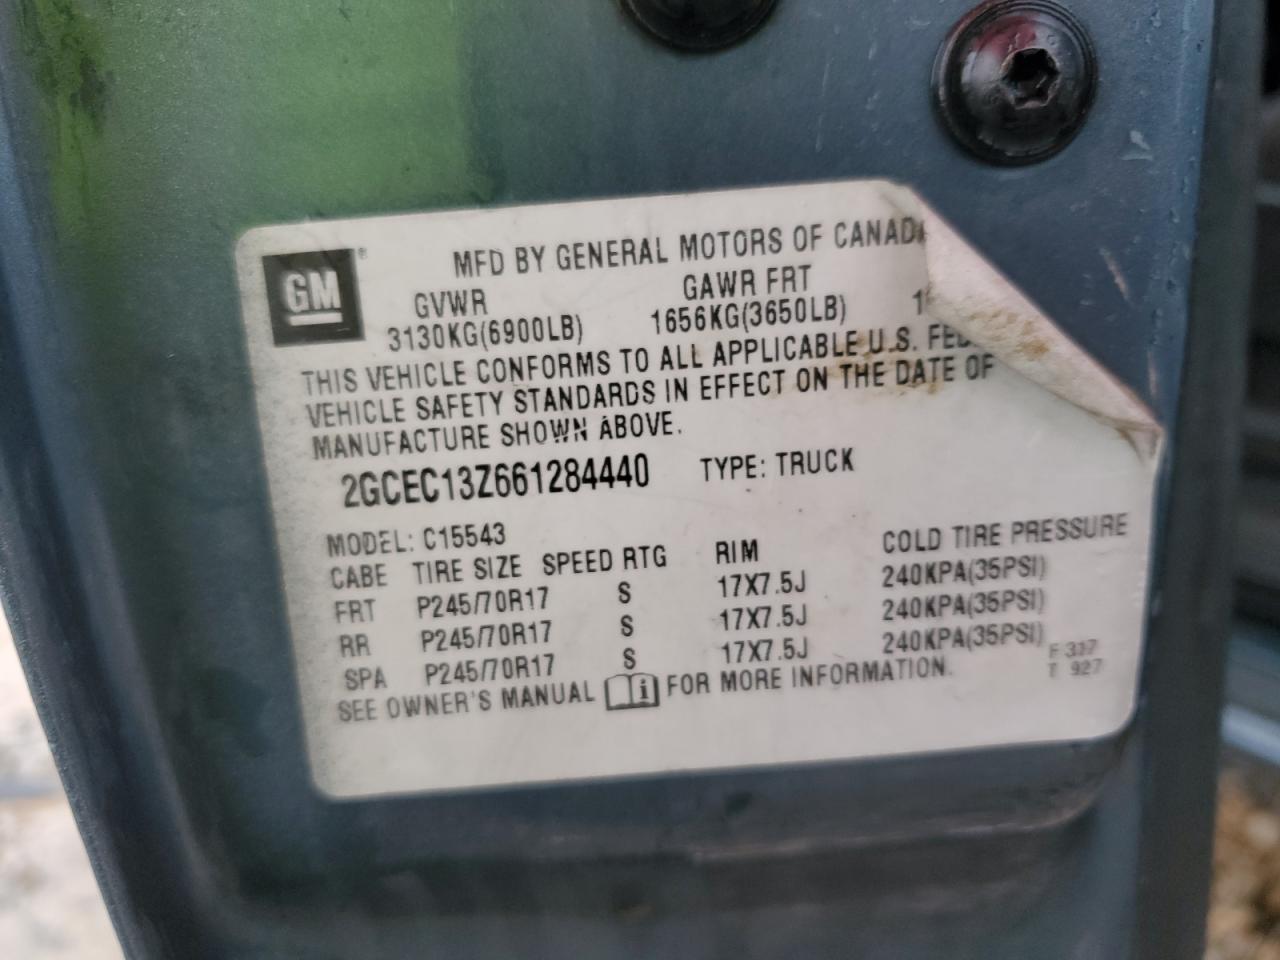 GM ®
MFD BY GENERAL MOTORS OF CANADA
GVWR GAWR FRT
3130KG(6900LB) 1656KG(3650LB) 1
THIS VEHICLE CONFORMS TO ALL APPLICABLE U.S.
VEHICLE SAFETY STANDARDS IN EFFECT ON THE DATE OF
MANUFACTURE SHOWN ABOVE.
2GCEC13Z661284440 TYPE: TRUCK
MODEL: C15543
CABE TIRE SIZE SPEED RTG RIM COLD TIRE PRESSURE
FRT P245/70R17 S 17X7.5J 240KPA(35PSI)
RR P245/70R17 S 17X7.5J 240KPA(35PSI)
SPA P245/70R17 S 17X7.5J 240KPA(35PSI)
SEE OWNER'S MANUAL i FOR MORE INFORMATION.
F 317
T 927